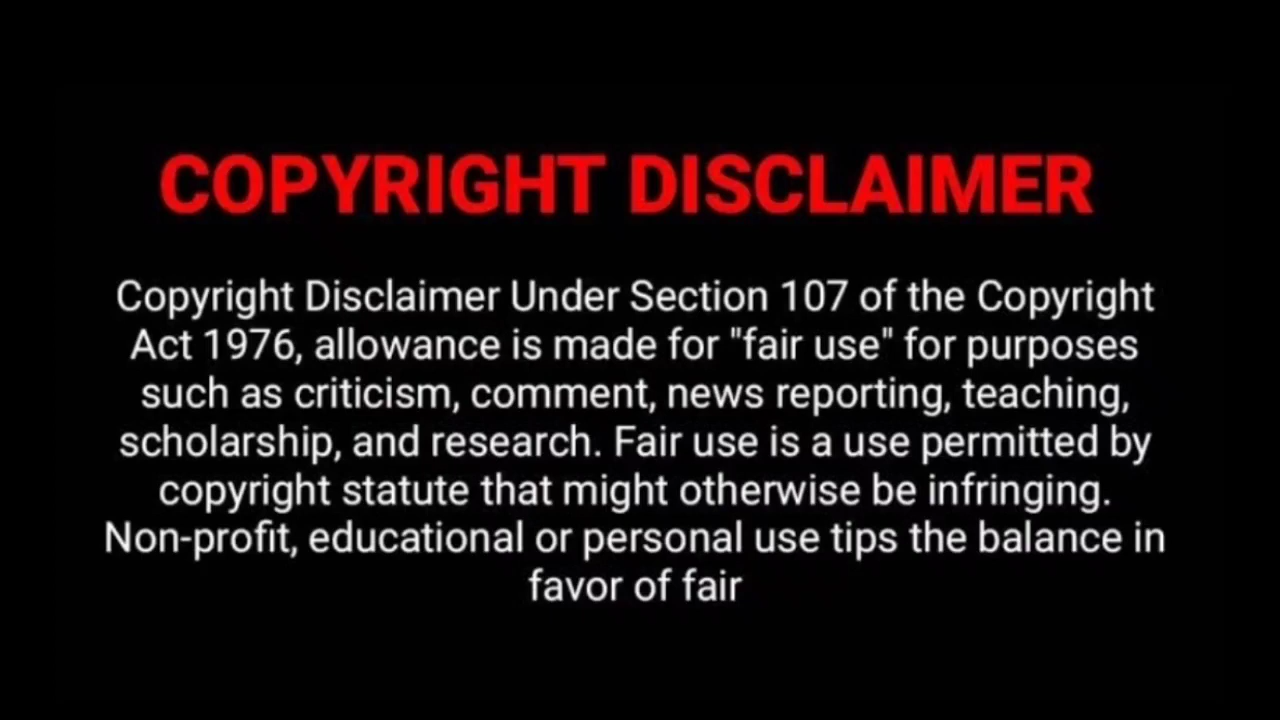 COPYRIGHT DISCLAIMER
Copyright Disclaimer Under Section 107 of the Copyright
Act 1976, allowance is made for "fair use" for purposes
such as criticism, comment, news reporting, teaching,
scholarship, and research. Fair use is a use permitted by
copyright statute that might otherwise be infringing.
Non-profit, educational or personal use tips the balance in
favor of fair